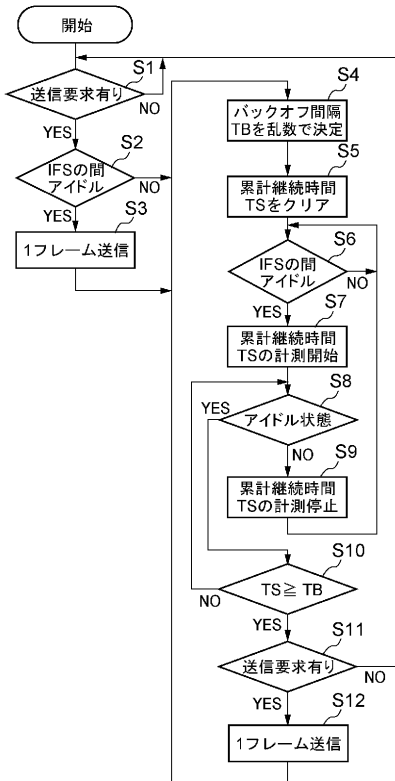 開始
S1
送信要求有り
NO
YES
S2
IFSの間
アイドル
NO
YES
S3
1フレーム送信
S4
バックオフ間隔
TBを乱数で決定
S5
累計継続時間
TSをクリア
S6
IFSの間
アイドル
NO
YES
S7
累計継続時間
TSの計測開始
S8
YES
アイドル状態
NO
S9
累計継続時間
TSの計測停止
S10
TS≧TB
NO
YES
S11
送信要求有り
NO
YES
S12
1フレーム送信